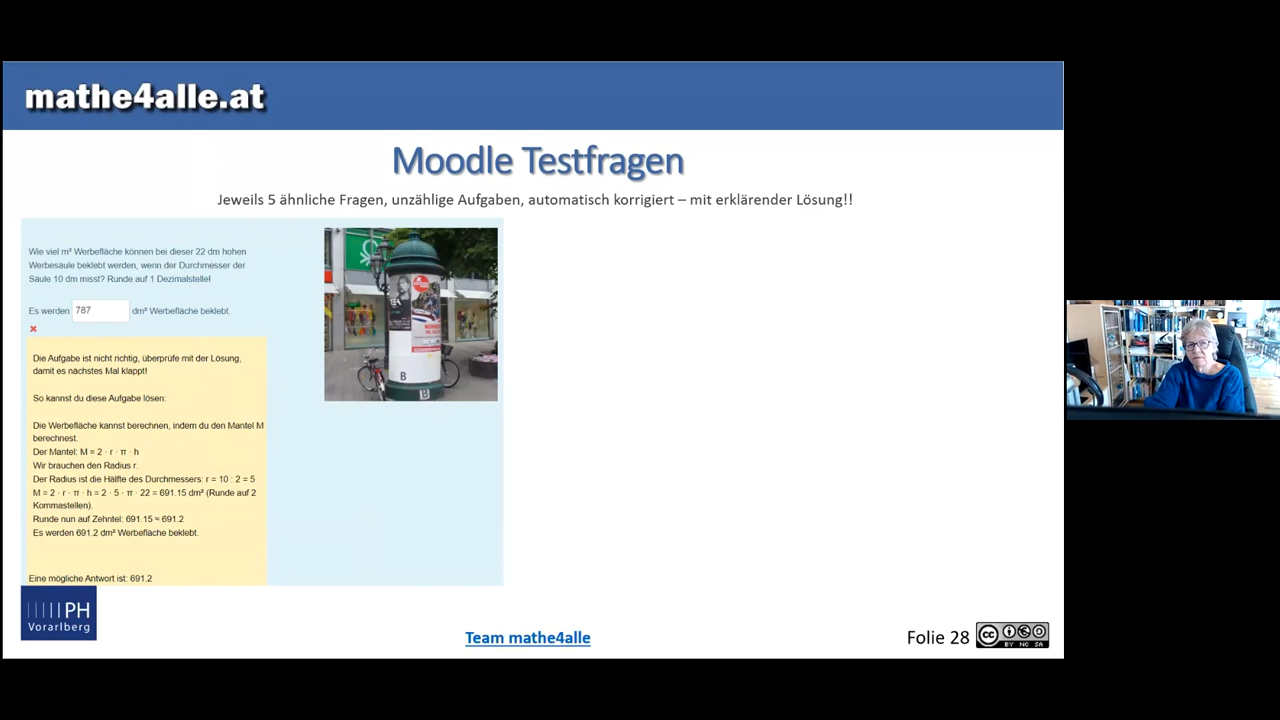 mathe4alle.at
Moodle Testfragen
Jeweils 5 ähnliche Fragen, unzählige Aufgaben, automatisch korrigiert – mit erklärender Lösung!!
Wie viel m² Werbefläche können bei dieser 22 dm hohen
Werbesäule beklebt werden, wenn der Durchmesser der
Säule 10 dm misst? Runde auf 1 Dezimalstelle!
Es werden 787 dm² Werbefläche beklebt.
Die Aufgabe ist nicht richtig, überprüfe mit der Lösung,
damit es nächstes Mal klappt!
So kannst du diese Aufgabe lösen:
Die Werbefläche kannst berechnen, indem du den Mantel M
berechnest.
Der Mantel: M = 2 · r · π · h
Wir brauchen den Radius r.
Der Radius ist die Hälfte des Durchmessers: r = 10 : 2 = 5
M = 2 · r · π · h = 2 · 5 · π · 22 = 691.15 dm² (Runde auf 2
Kommastellen).
Runde nun auf Zehntel: 691.15 ≈ 691.2
Es werden 691.2 dm² Werbefläche beklebt.
Eine mögliche Antwort ist: 691.2
B
B
PH
Vorarlberg
Team mathe4alle
Folie 28
cc
BY NC SA